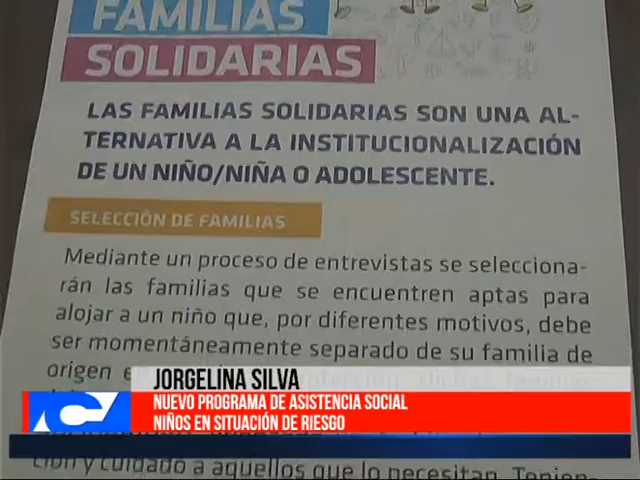 FAMILIAS
SOLIDARIAS
LAS FAMILIAS SOLIDARIAS SON UNA AL-
TERNATIVA A LA INSTITUCIONALIZACIÓN
DE UN NIÑO/NIÑA O ADOLESCENTE.
SELECCIÓN DE FAMILIAS
Mediante un proceso de entrevistas se selecciona-
rán las familias que se encuentren aptas para
alojar a un niño que, por diferentes motivos, debe
ser momentáneamente separado de su familia de
origen
JORGELINA SILVA
NUEVO PROGRAMA DE ASISTENCIA SOCIAL
NIÑOS EN SITUACIÓN DE RIESGO
ción y cuidado a aquellos que lo necesitan.